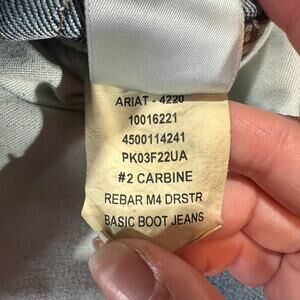 ARIAT - 4220
10016221
4500114241
PK03F22UA
#2 CARBINE
REBAR M4 DRSTR
BASIC BOOT JEANS